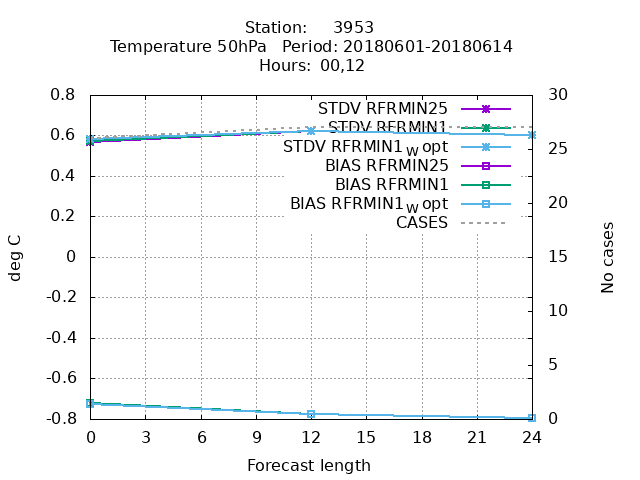 Station: 3953
Temperature 50hPa Period: 20180601-20180614
Hours: 00,12
0.8
0.6
0.4
0.2
0
-0.2
-0.4
-0.6
-0.8
deg C
30
25
20
15
10
5
0
No cases
STDV RFRMIN25
STDV RFRMIN1
STDV RFRMIN1W opt
BIAS RFRMIN25
BIAS RFRMIN1
BIAS RFRMIN1W opt
CASES
0 3 6 9 12 15 18 21 24
Forecast length